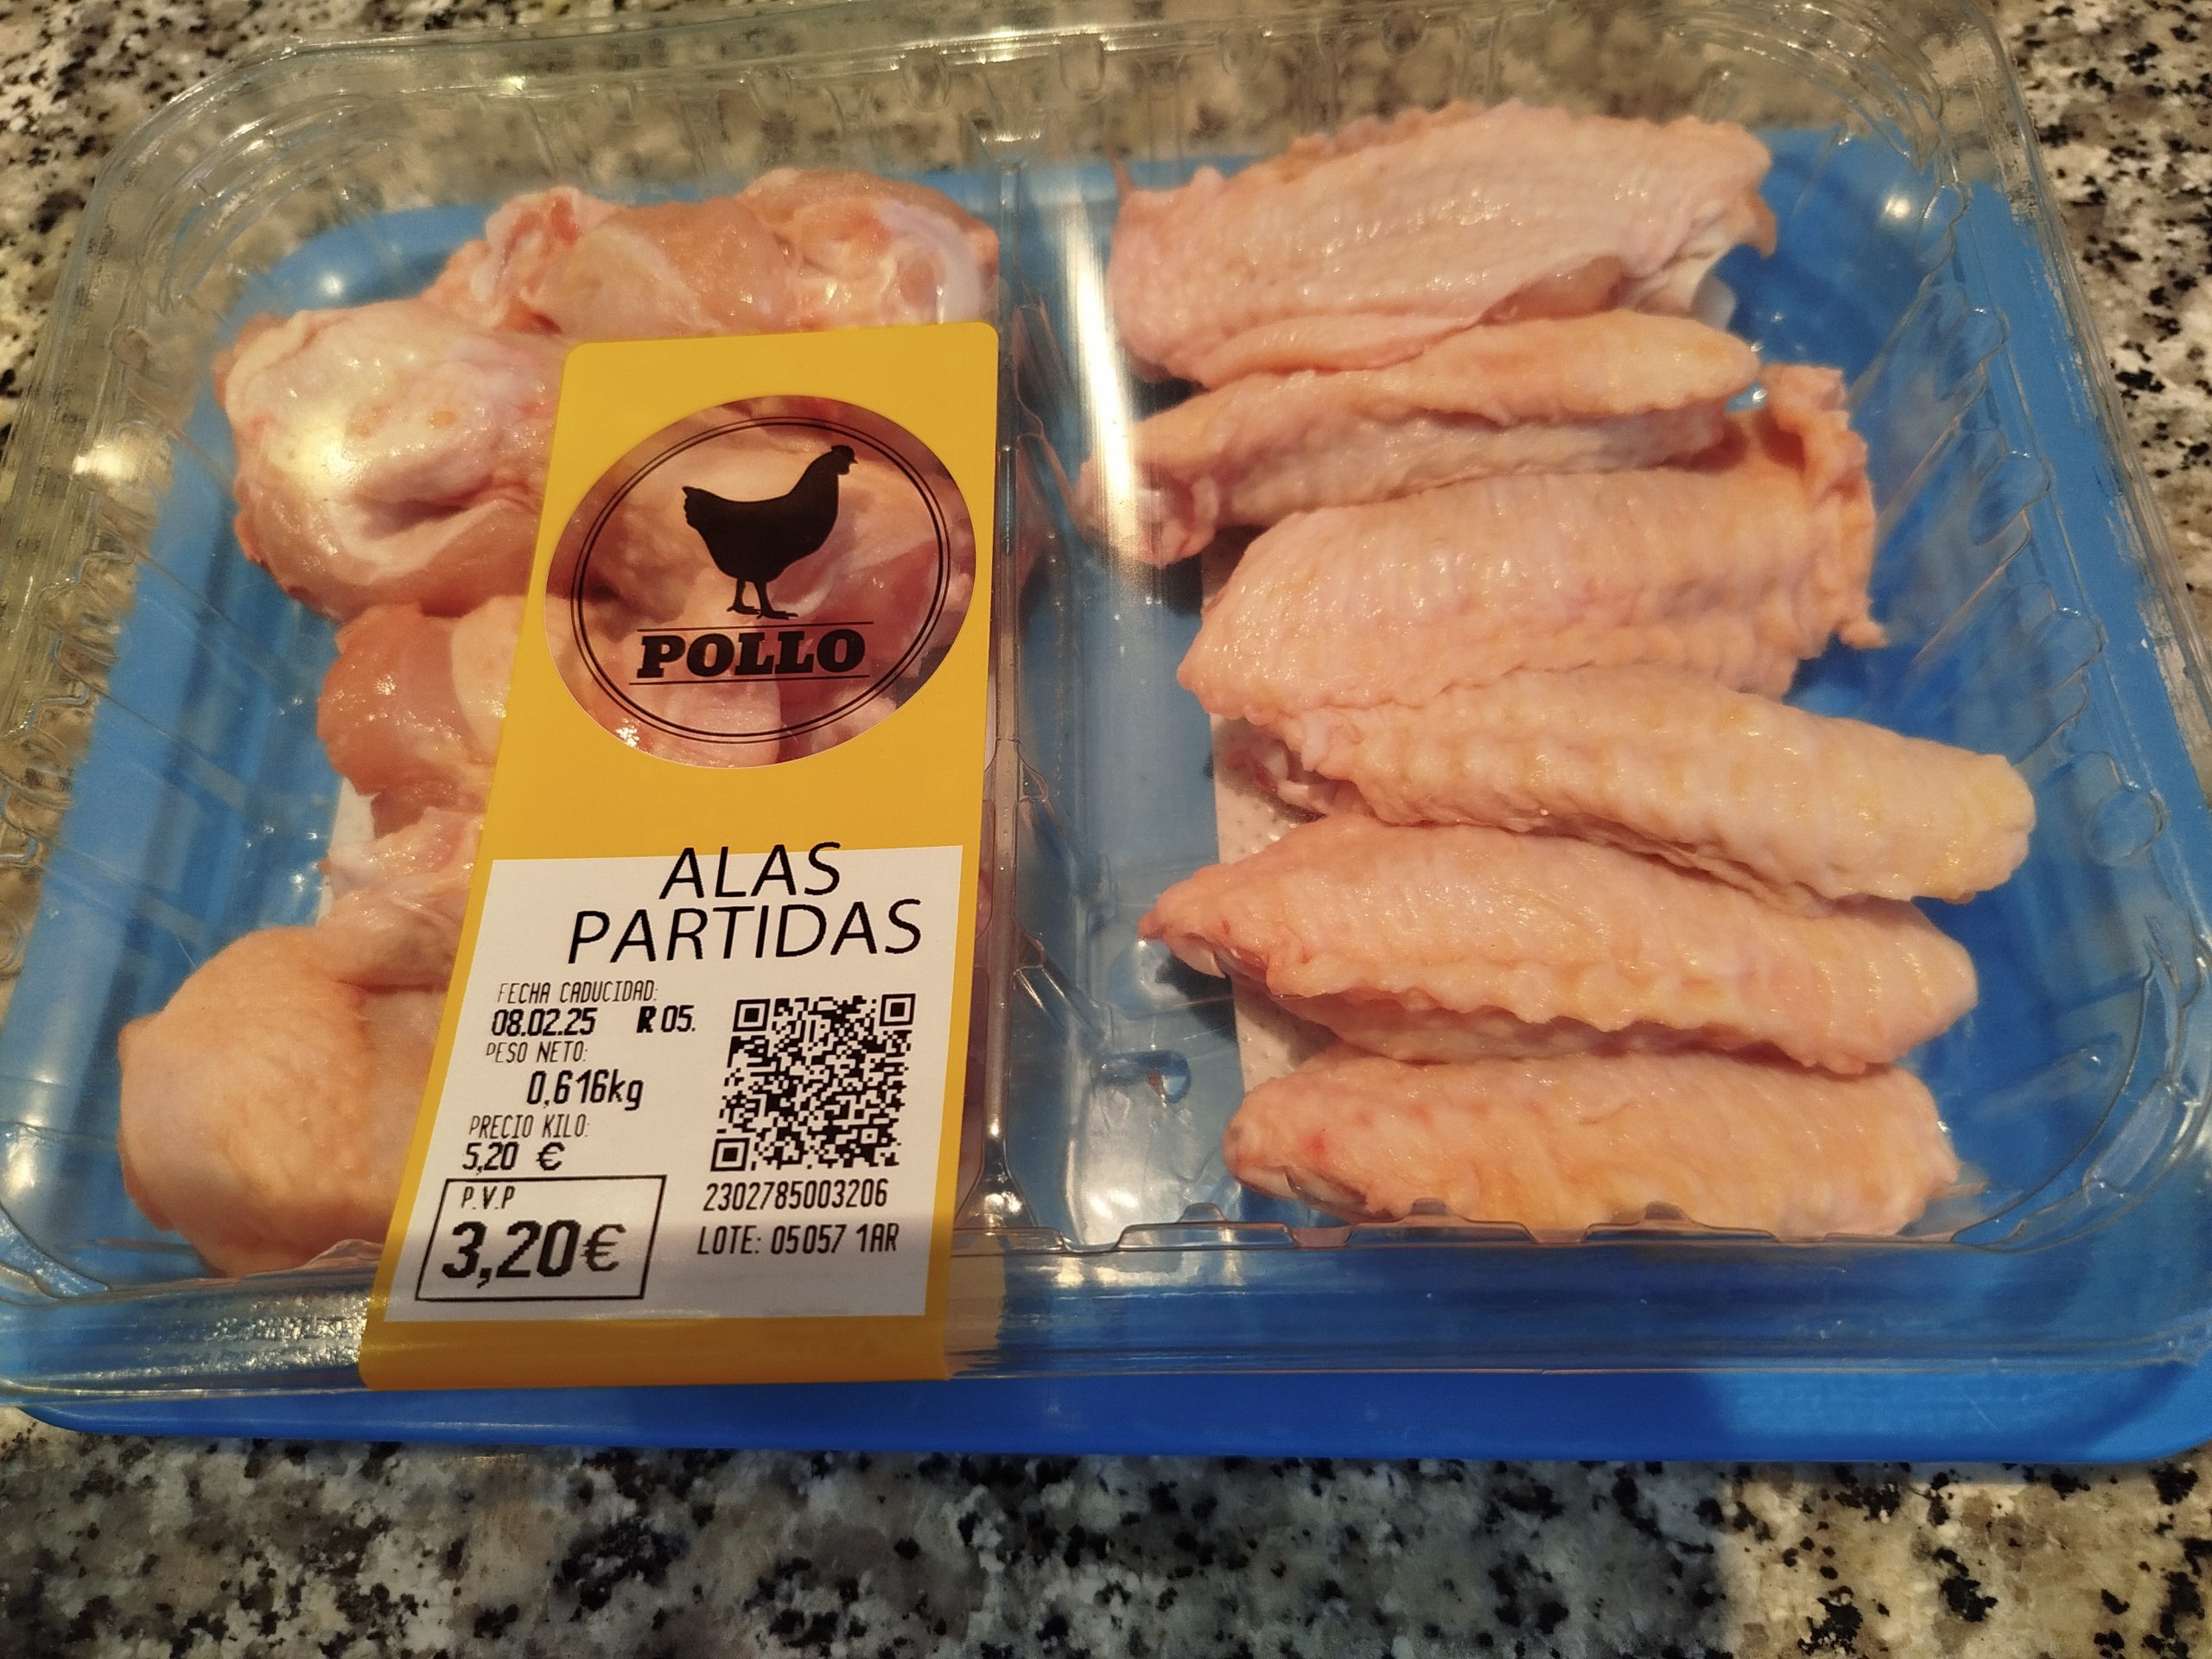 POLLO
ALAS
PARTIDAS
FECHA CADUCIDAD:
08.02.25 R 05.
PESO NETO:
0,616kg
PRECIO KILO:
5,20 €
P.V.P
3,20€
2302785003206
LOTE: 05057 1AR